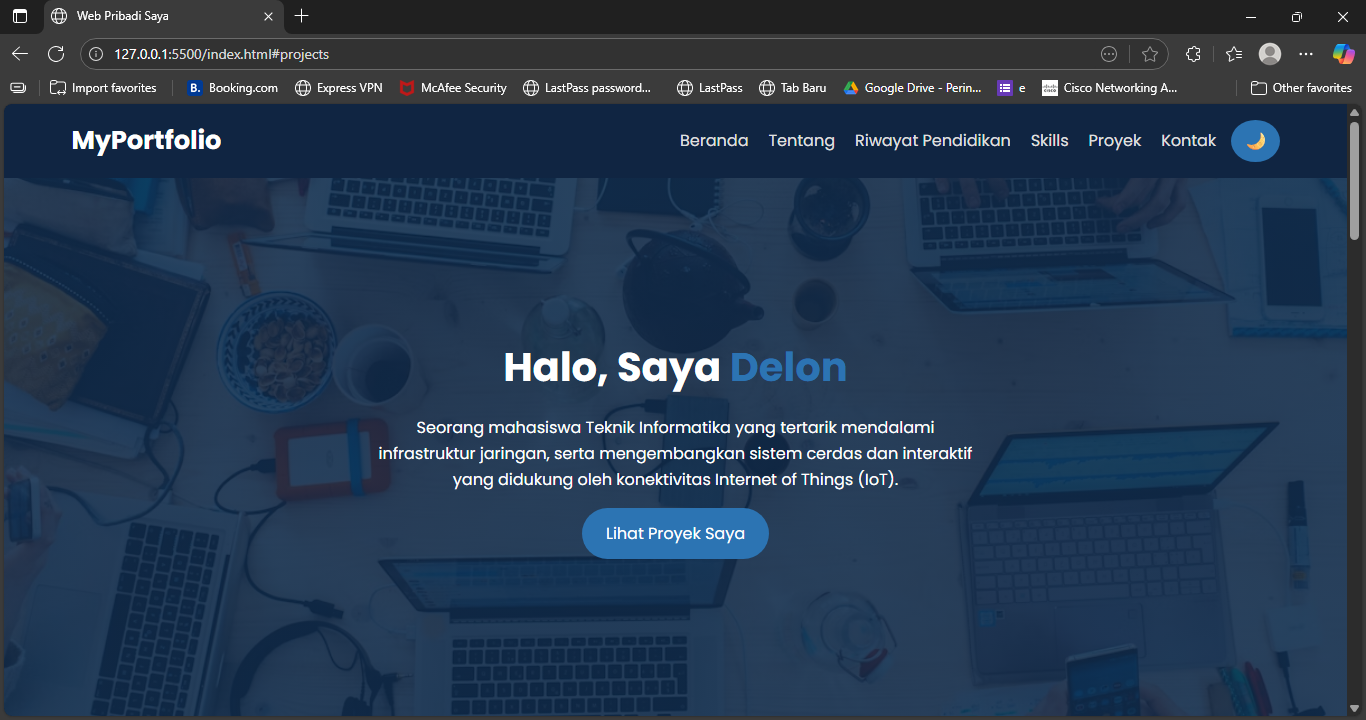 Web Pribadi Saya
127.0.0.1:5500/index.html#projects
Import favorites
B. Booking.com
Express VPN
McAfee Security
LastPass password...
LastPass
Tab Baru
Google Drive - Perin...
e
Cisco Networking A...
Other favorites
MyPortfolio
Beranda Tentang Riwayat Pendidikan Skills Proyek Kontak
Halo, Saya Delon
Seorang mahasiswa Teknik Informatika yang tertarik mendalami
infrastruktur jaringan, serta mengembangkan sistem cerdas dan interaktif
yang didukung oleh konektivitas Internet of Things (IoT).
Lihat Proyek Saya